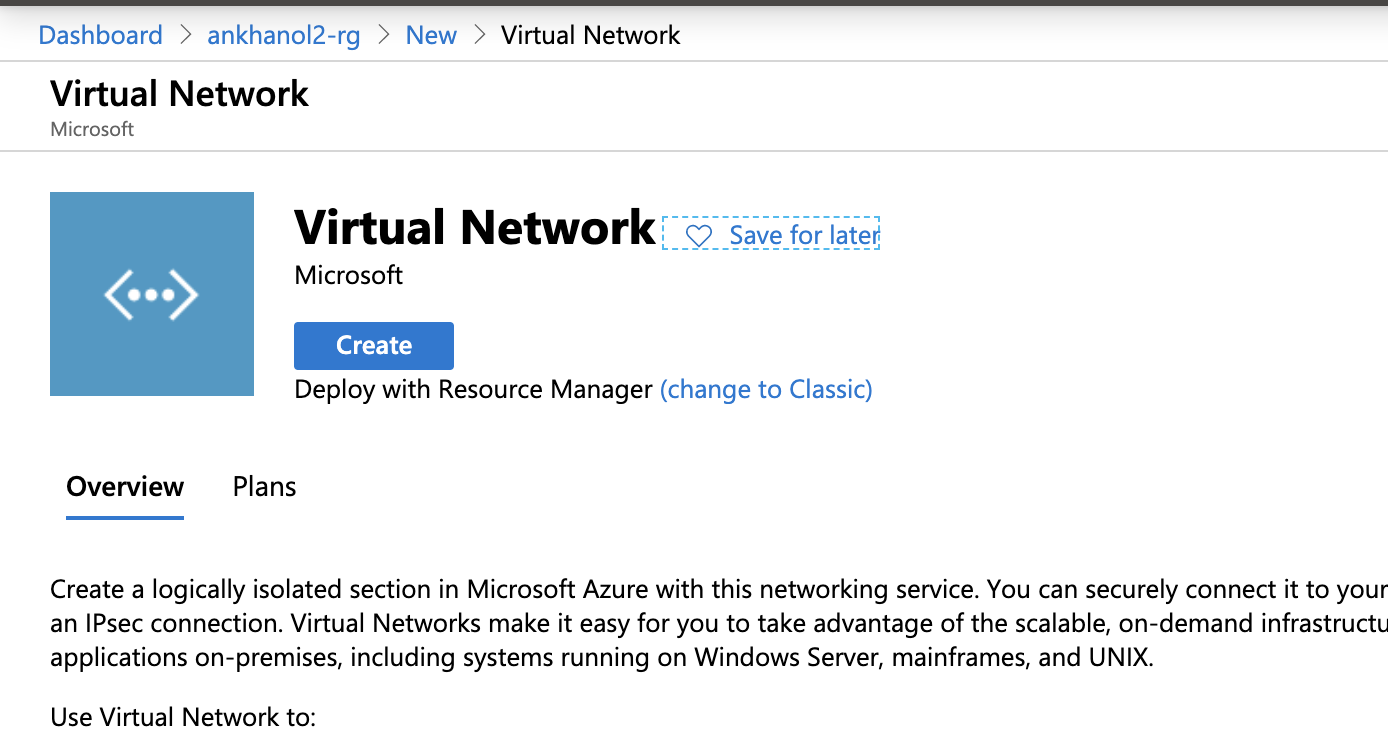 Dashboard > ankhanol2-rg > New > Virtual Network
Virtual Network
Microsoft
Virtual Network Save for later
Microsoft
Create
Deploy with Resource Manager (change to Classic)
Overview Plans
Create a logically isolated section in Microsoft Azure with this networking service. You can securely connect it to your
an IPsec connection. Virtual Networks make it easy for you to take advantage of the scalable, on-demand infrastructu
applications on-premises, including systems running on Windows Server, mainframes, and UNIX.
Use Virtual Network to: